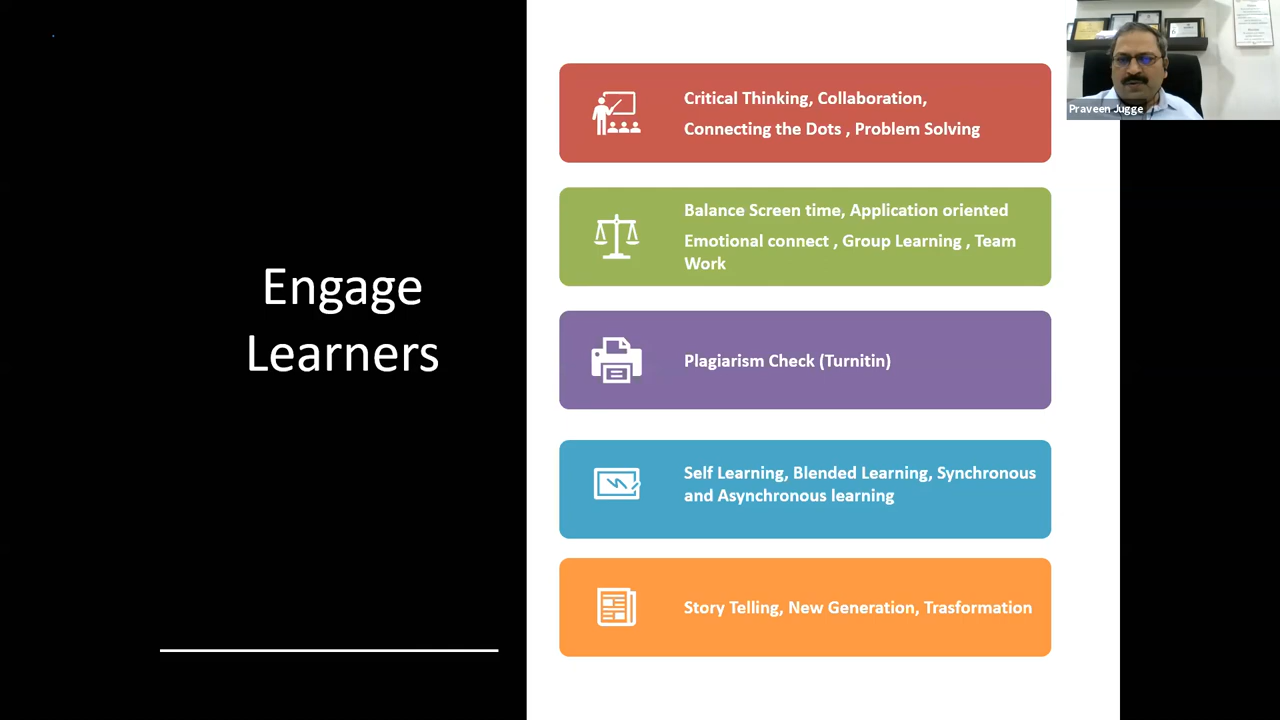 Engage
Learners
Critical Thinking, Collaboration,
Connecting the Dots , Problem Solving
Balance Screen time, Application oriented
Emotional connect , Group Learning , Team
Work
Plagiarism Check (Turnitin)
Self Learning, Blended Learning, Synchronous
and Asynchronous learning
Story Telling, New Generation, Trasformation
Praveen Jugge